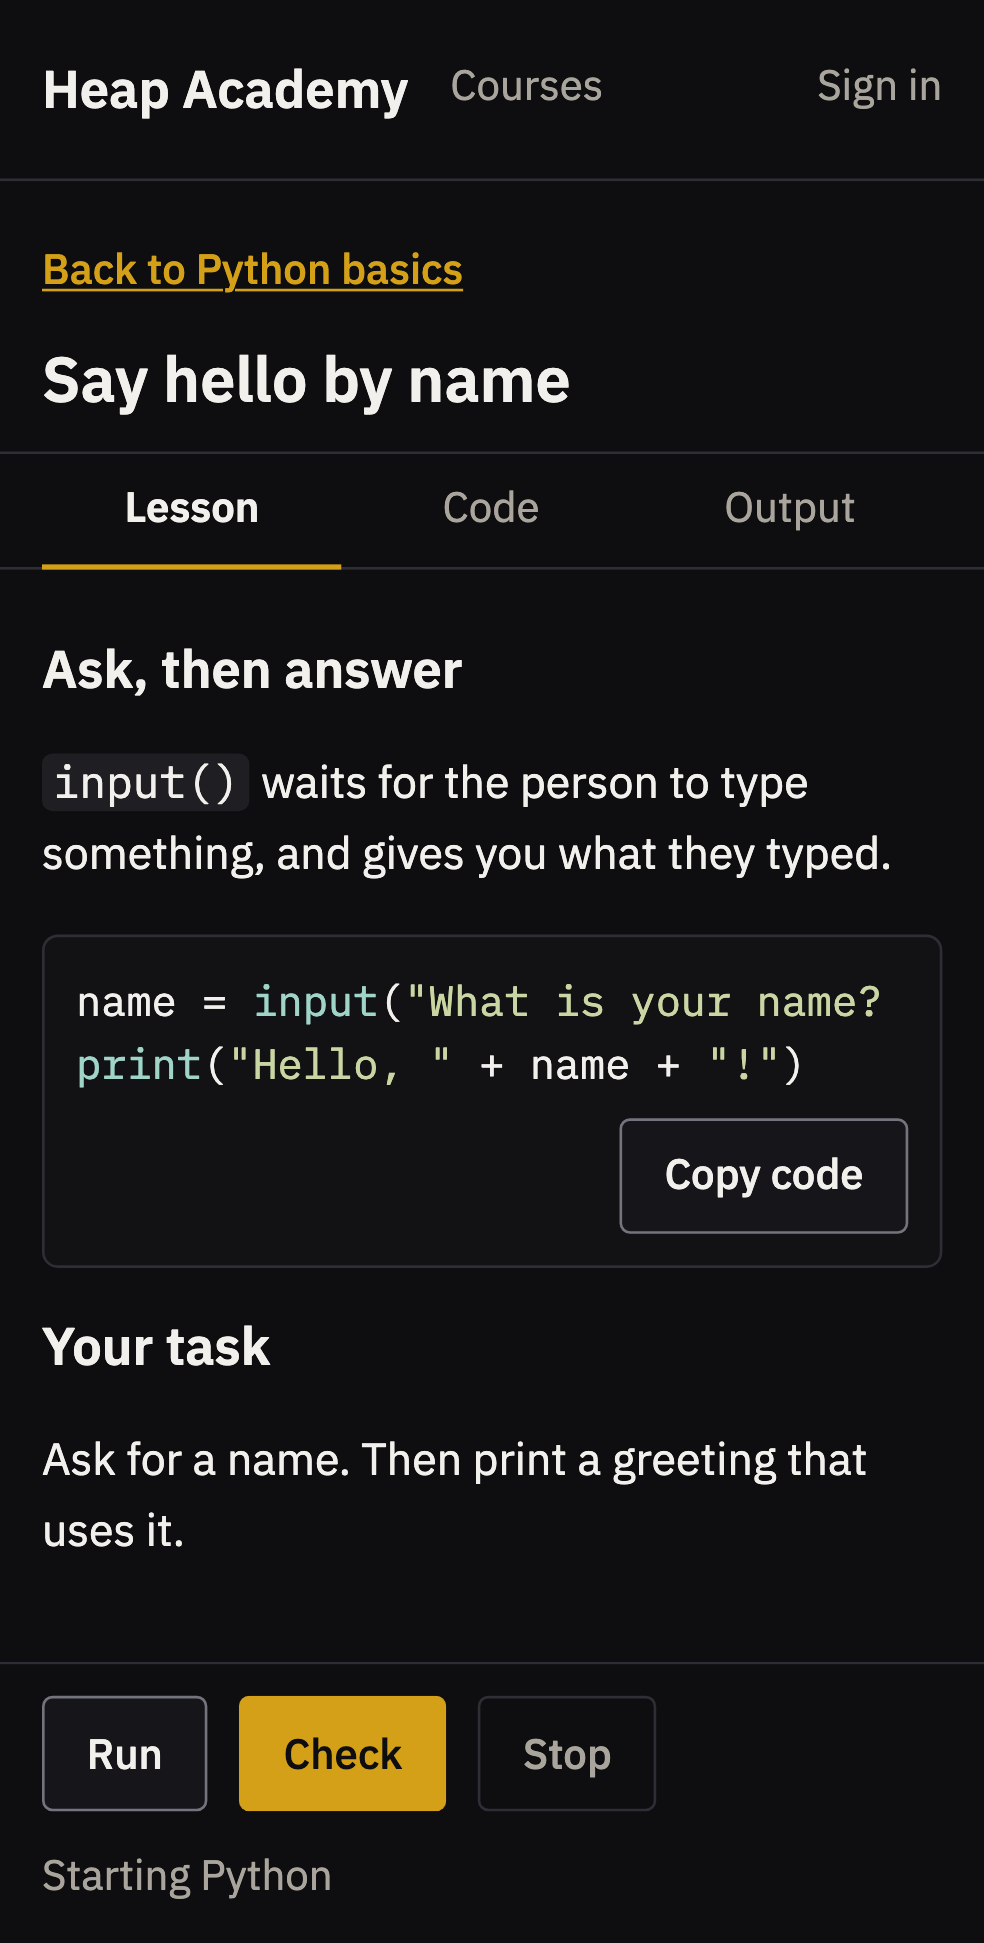 Heap Academy Courses Sign in
Back to Python basics
Say hello by name
Lesson Code Output
Ask, then answer
input() waits for the person to type
something, and gives you what they typed.
name = input("What is your name?
print("Hello, " + name + "!")
Copy code
Your task
Ask for a name. Then print a greeting that
uses it.
Run Check Stop
Starting Python